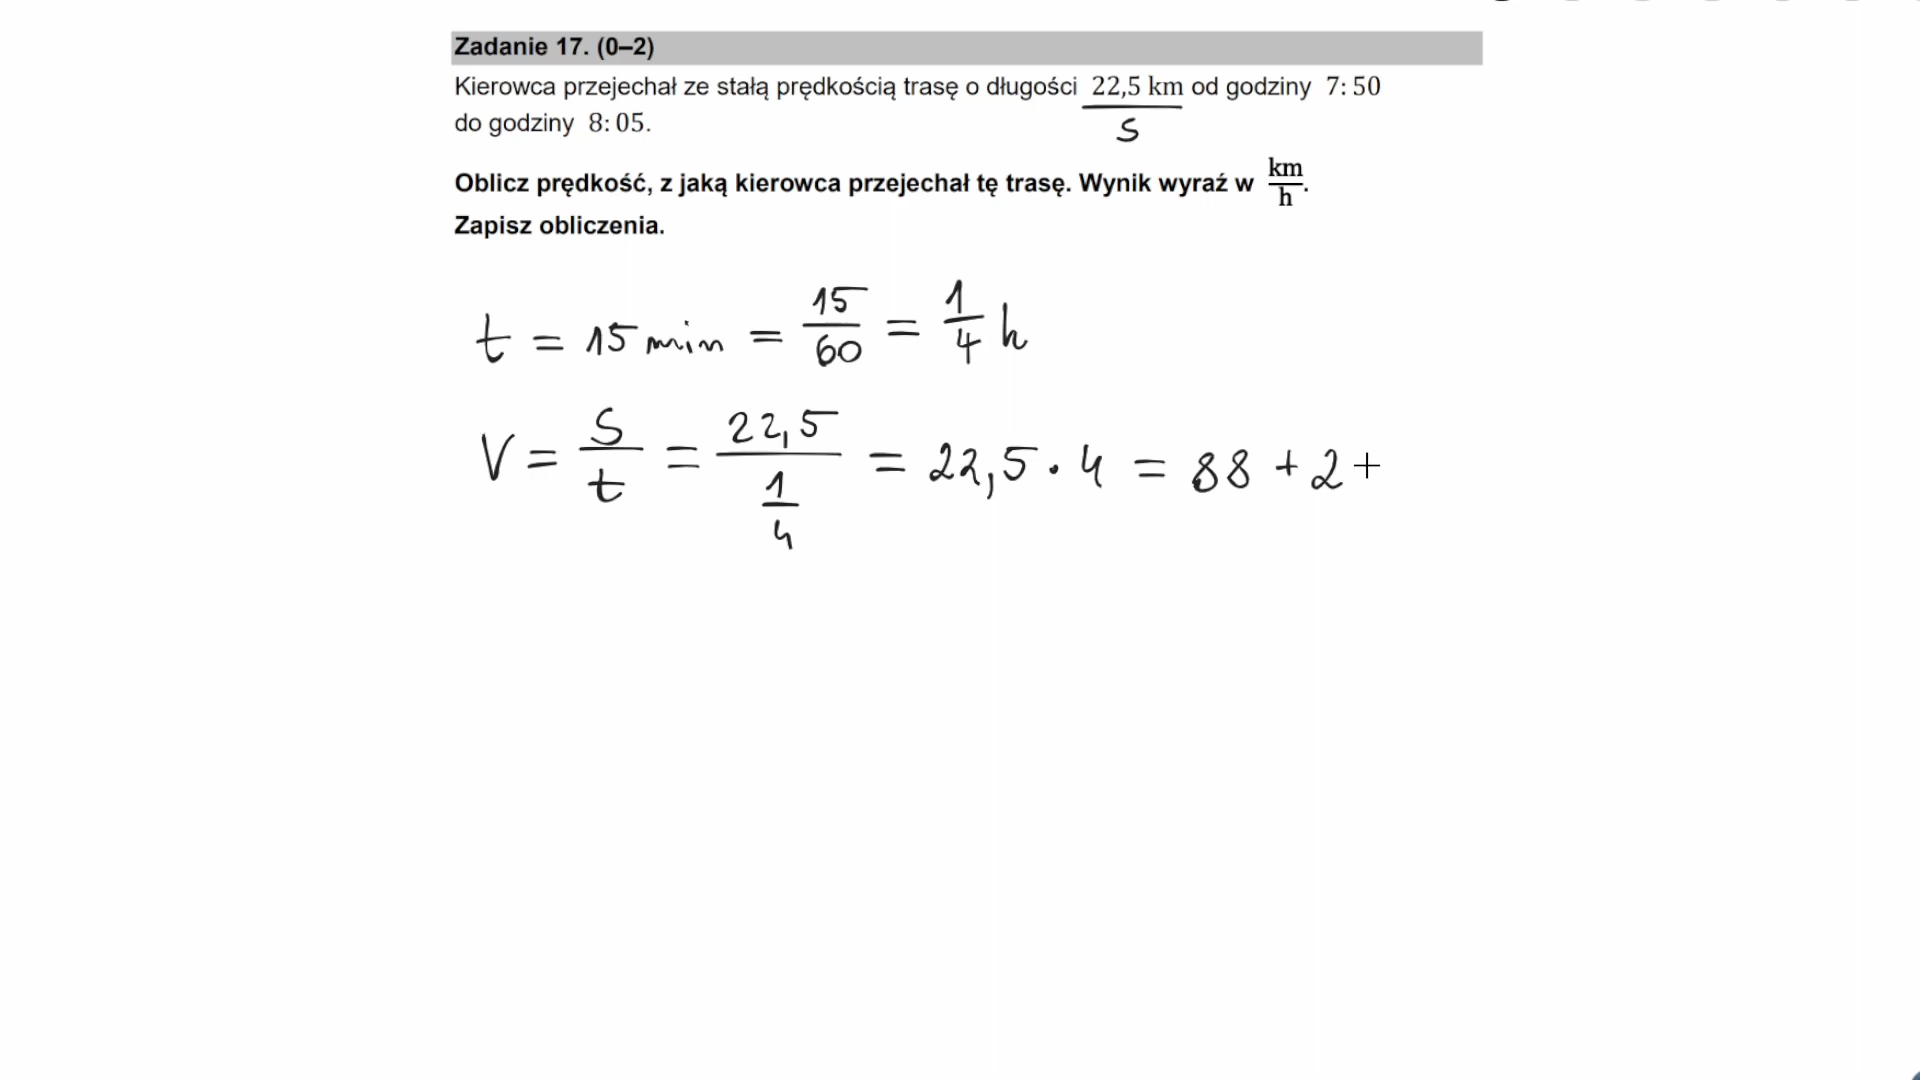 Zadanie 17. (0–2)
Kierowca przejechał ze stałą prędkością trasę o długości 22,5 km od godziny 7:50
do godziny 8:05.
S
Oblicz prędkość, z jaką kierowca przejechał tę trasę. Wynik wyraź w km/h.
Zapisz obliczenia.
t = 15 min = 15/60 = 1/4 h
V = S/t = 22,5/(1/4) = 22,5 · 4 = 88 + 2 +